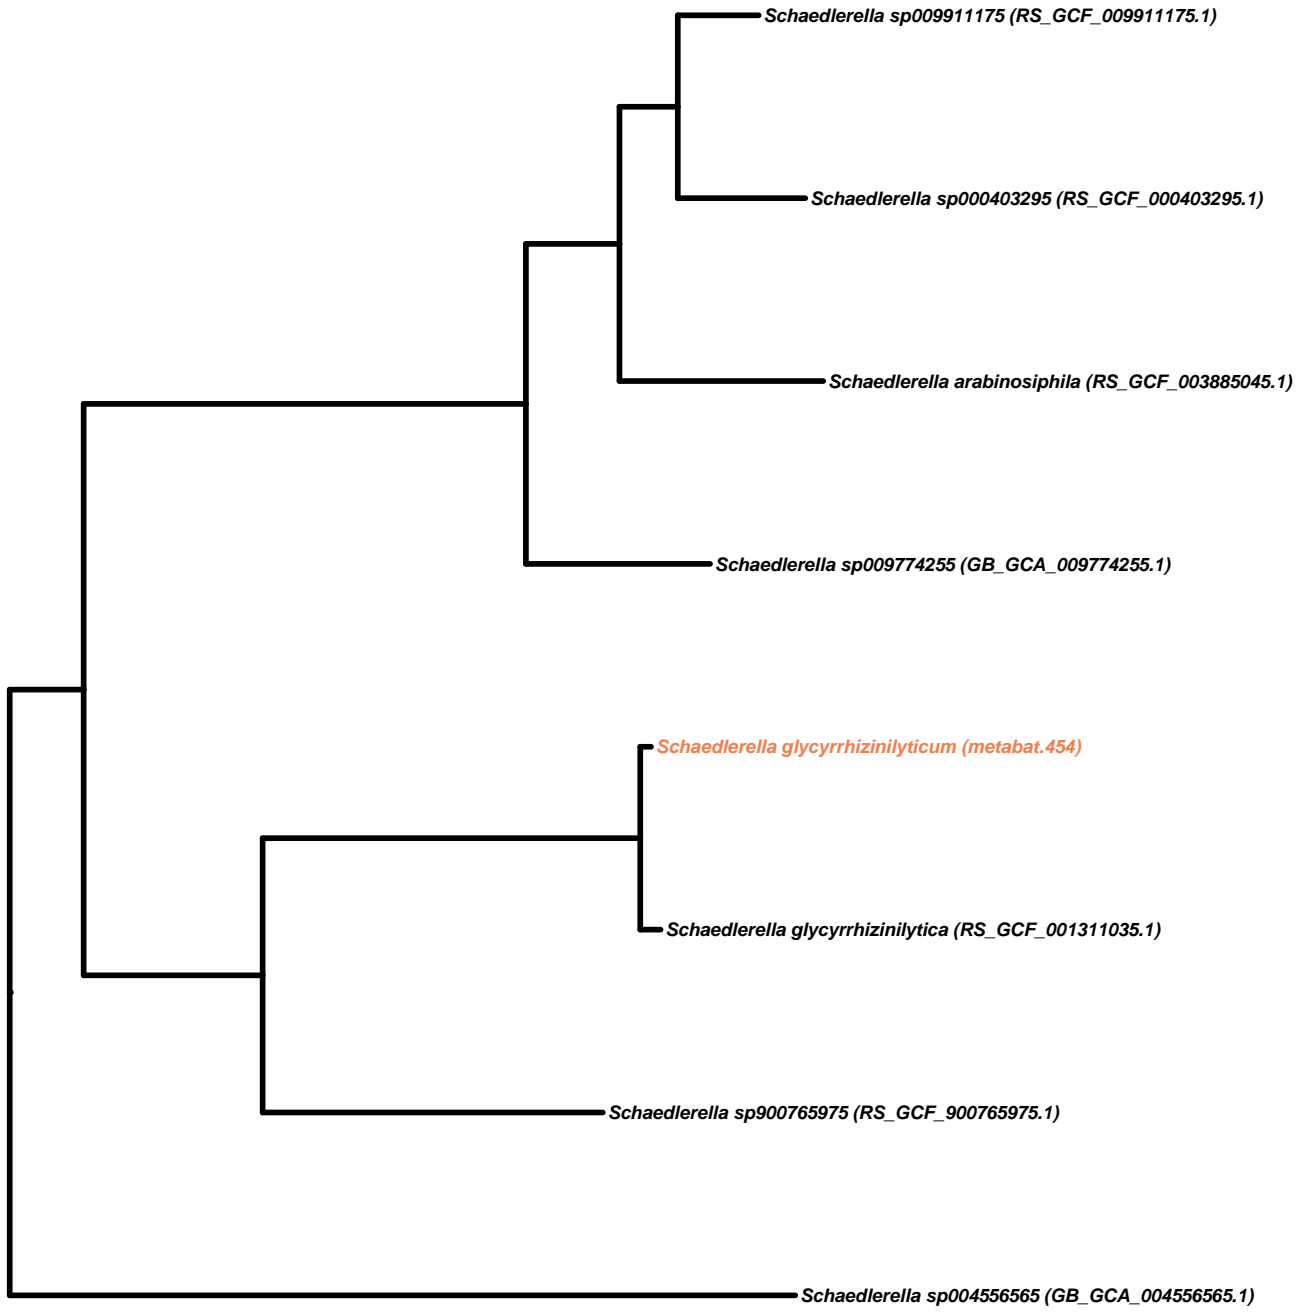 Schaedlerella sp009911175 (RS_GCF_009911175.1)
Schaedlerella sp000403295 (RS_GCF_000403295.1)
Schaedlerella arabinosiphila (RS_GCF_003885045.1)
Schaedlerella sp009774255 (GB_GCA_009774255.1)
Schaedlerella glycyrrhizinilyticum (metabat.454)
Schaedlerella glycyrrhizinilytica (RS_GCF_001311035.1)
Schaedlerella sp900765975 (RS_GCF_900765975.1)
Schaedlerella sp004556565 (GB_GCA_004556565.1)